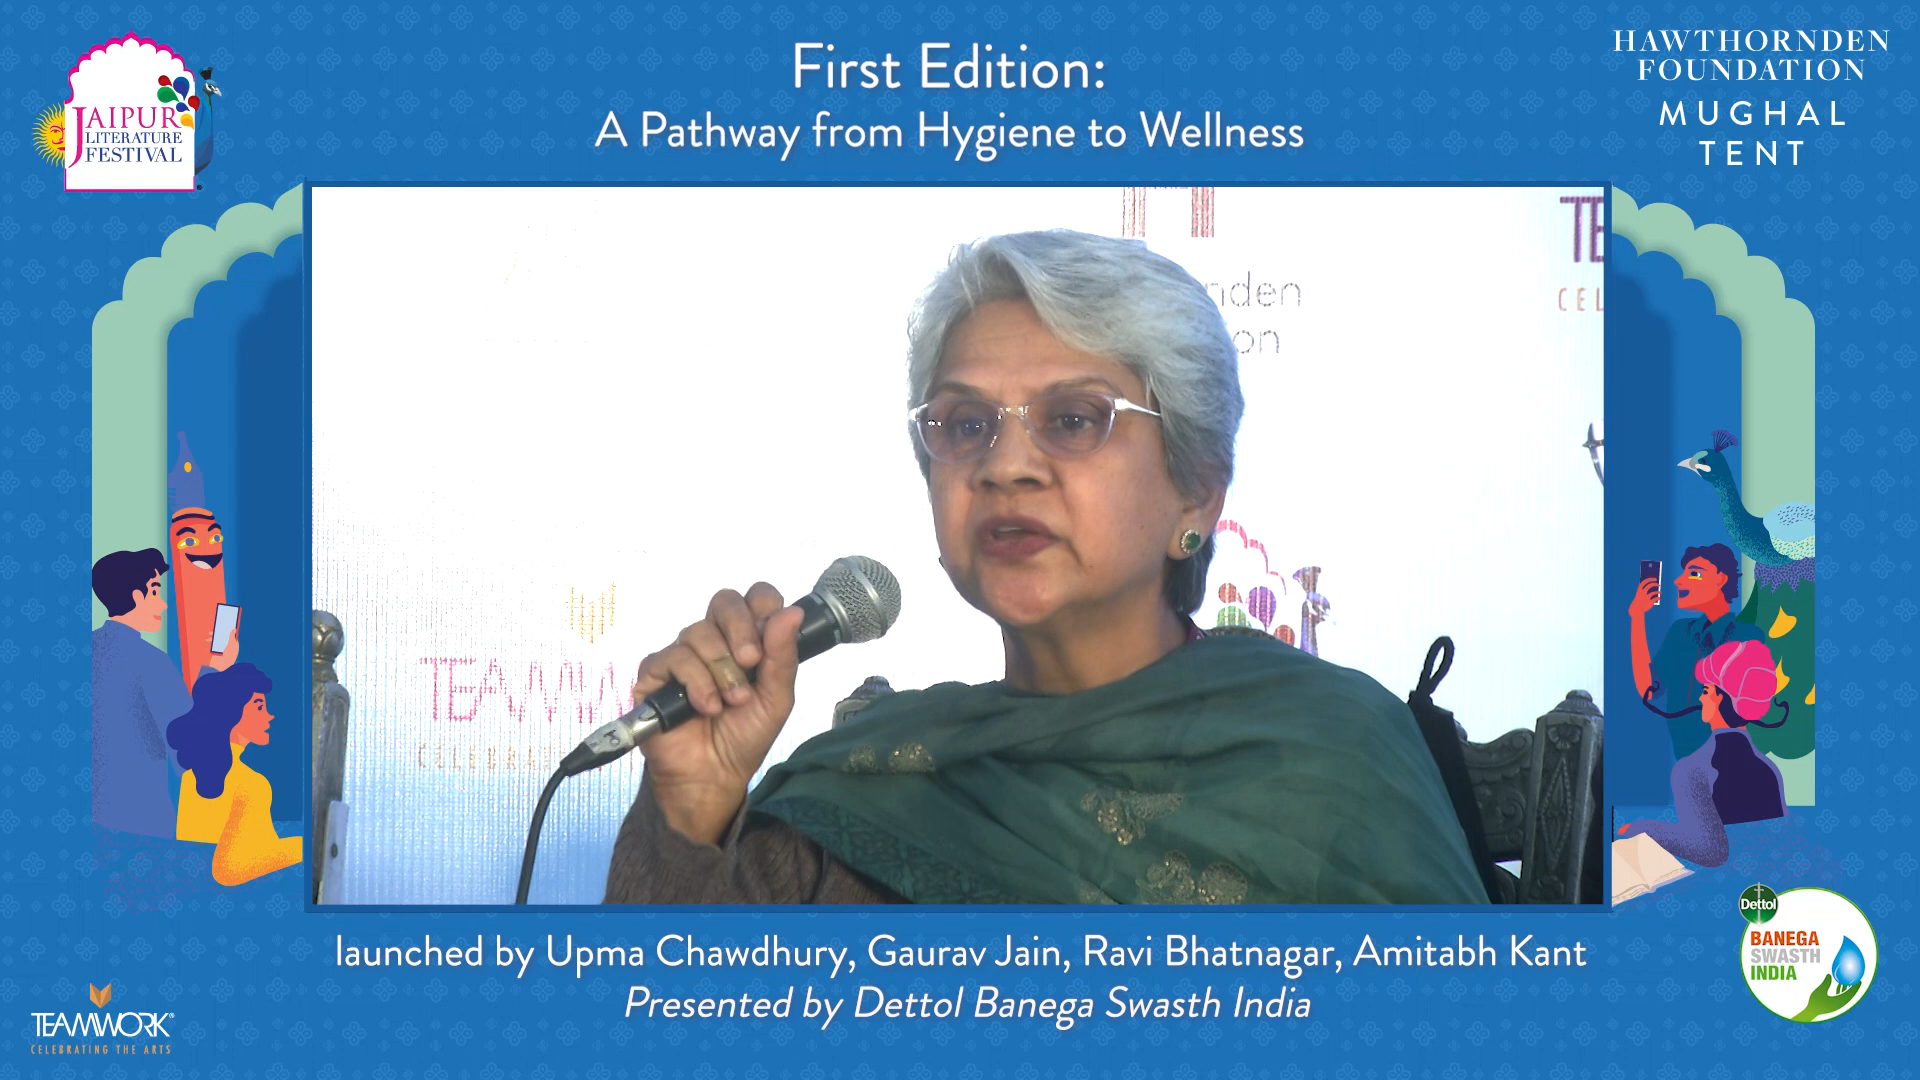 JAIPUR
LITERATURE
FESTIVAL
First Edition:
A Pathway from Hygiene to Wellness
HAWTHORNDEN
FOUNDATION
MUGHAL
TENT
launched by Upma Chawdhury, Gaurav Jain, Ravi Bhatnagar, Amitabh Kant
Presented by Dettol Banega Swasth India
TEAMWORK
CELEBRATING THE ARTS
Dettol
BANEGA
SWASTH
INDIA